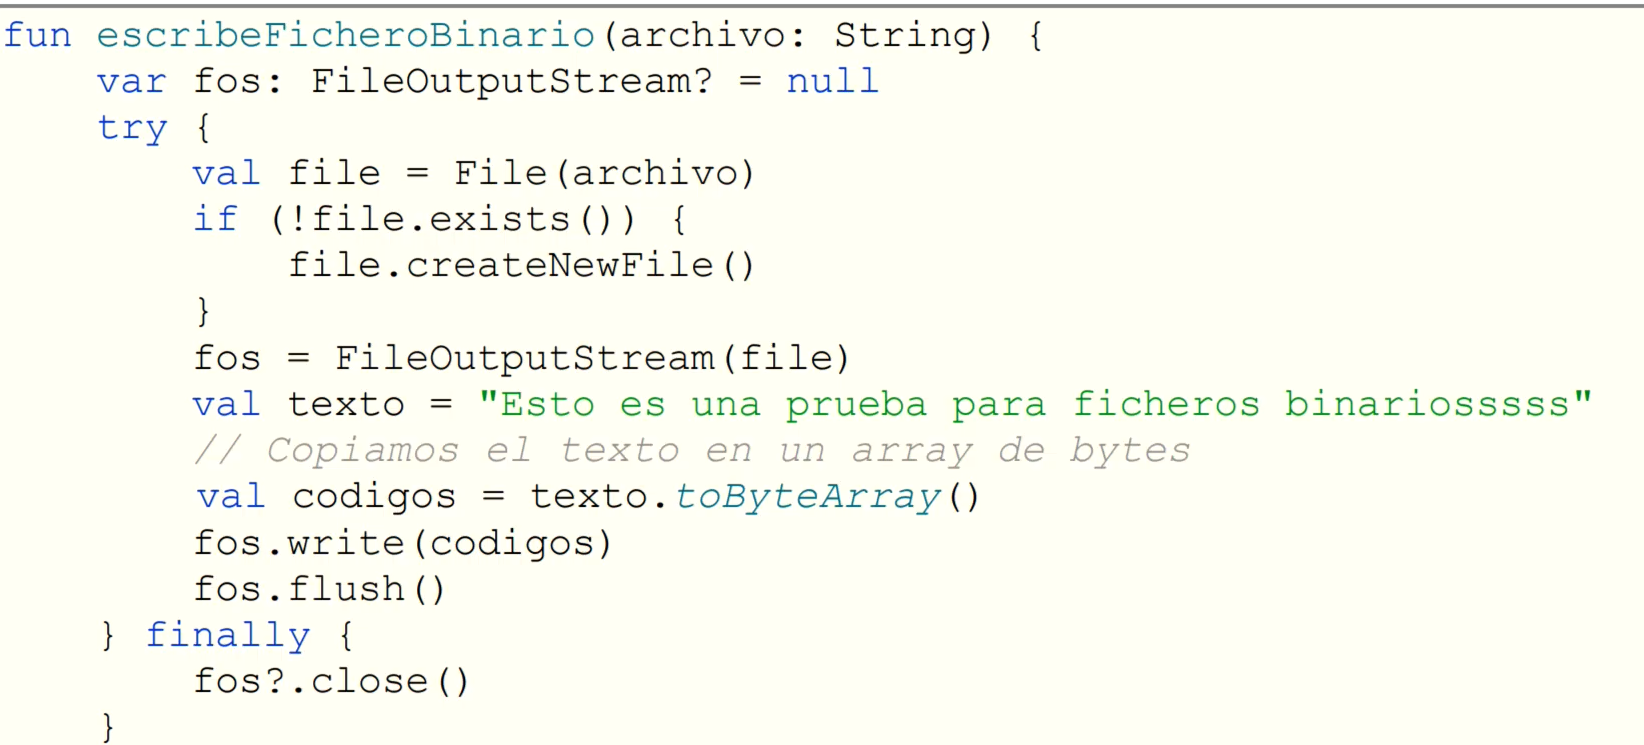 fun escribeFicheroBinario(archivo: String) {
    var fos: FileOutputStream? = null
    try {
        val file = File(archivo)
        if (!file.exists()) {
            file.createNewFile()
        }
        fos = FileOutputStream(file)
        val texto = "Esto es una prueba para ficheros binariosssss"
        // Copiamos el texto en un array de bytes
        val codigos = texto.toByteArray()
        fos.write(codigos)
        fos.flush()
    } finally {
        fos?.close()
    }